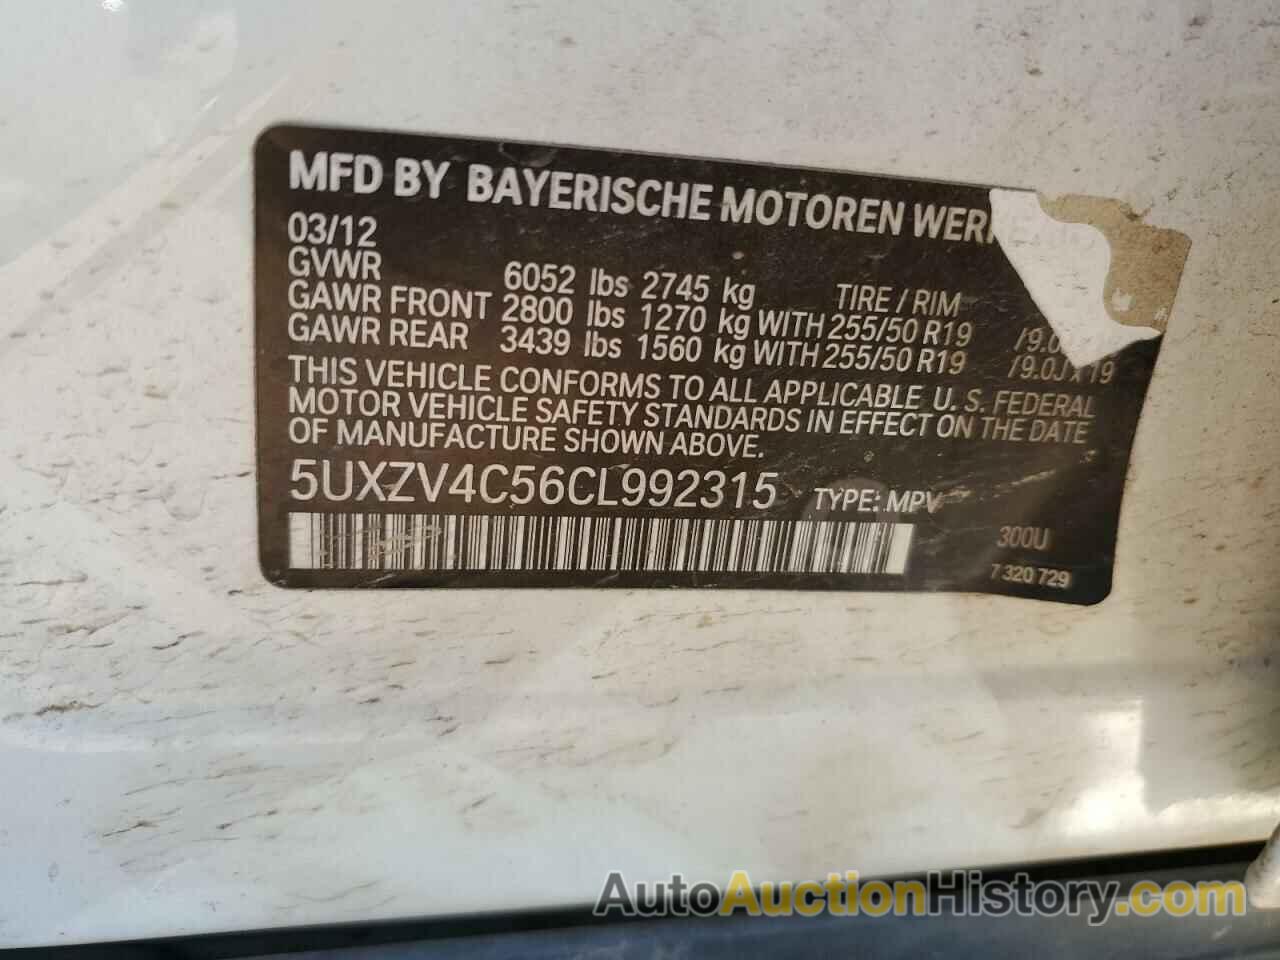 MFD BY BAYERISCHE MOTOREN
03/12
GVWR 6052 lbs 2745 kg TIRE / RIM
GAWR FRONT 2800 lbs 1270 kg WITH 255/50 R19
GAWR REAR 3439 lbs 1560 kg WITH 255/50 R19 /9.0J x 19
THIS VEHICLE CONFORMS TO ALL APPLICABLE U. S. FEDERAL
MOTOR VEHICLE SAFETY STANDARDS IN EFFECT ON THE DATE
OF MANUFACTURE SHOWN ABOVE.
5UXZV4C56CL992315 TYPE: MPV
300U
7 320 729
AutoAuctionHistory.com